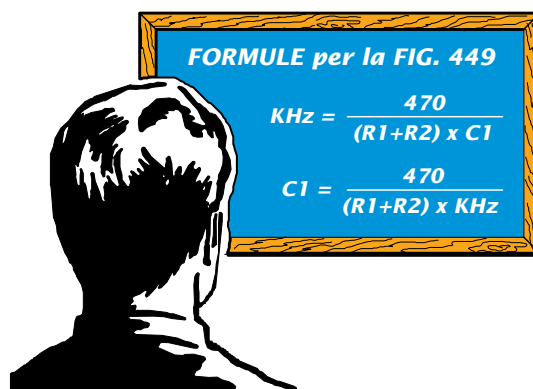 FORMULE per la FIG. 449
KHz = 470
(R1+R2) x C1
C1 = 470
(R1+R2) x KHz